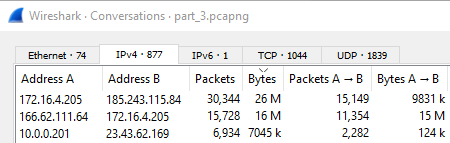 Wireshark · Conversations · part_3.pcapng
Ethernet · 74 IPv4 · 877 IPv6 · 1 TCP · 1044 UDP · 1839
Address A Address B Packets Bytes Packets A → B Bytes A → B
172.16.4.205 185.243.115.84 30,344 26 M 15,149 9831 k
166.62.111.64 172.16.4.205 15,728 16 M 11,354 15 M
10.0.0.201 23.43.62.169 6,934 7045 k 2,282 124 k